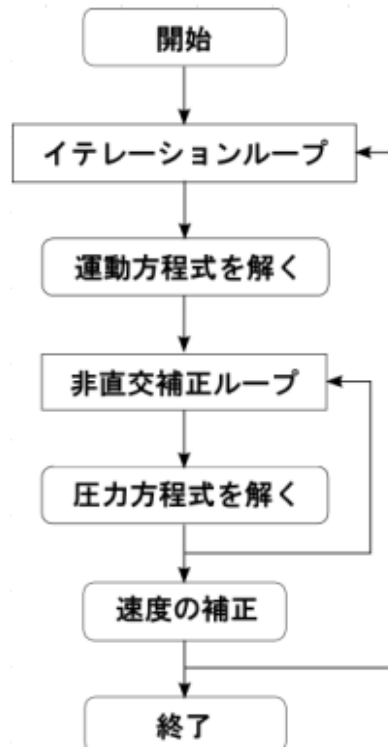 開始
イテレーションループ
運動方程式を解く
非直交補正ループ
圧力方程式を解く
速度の補正
終了